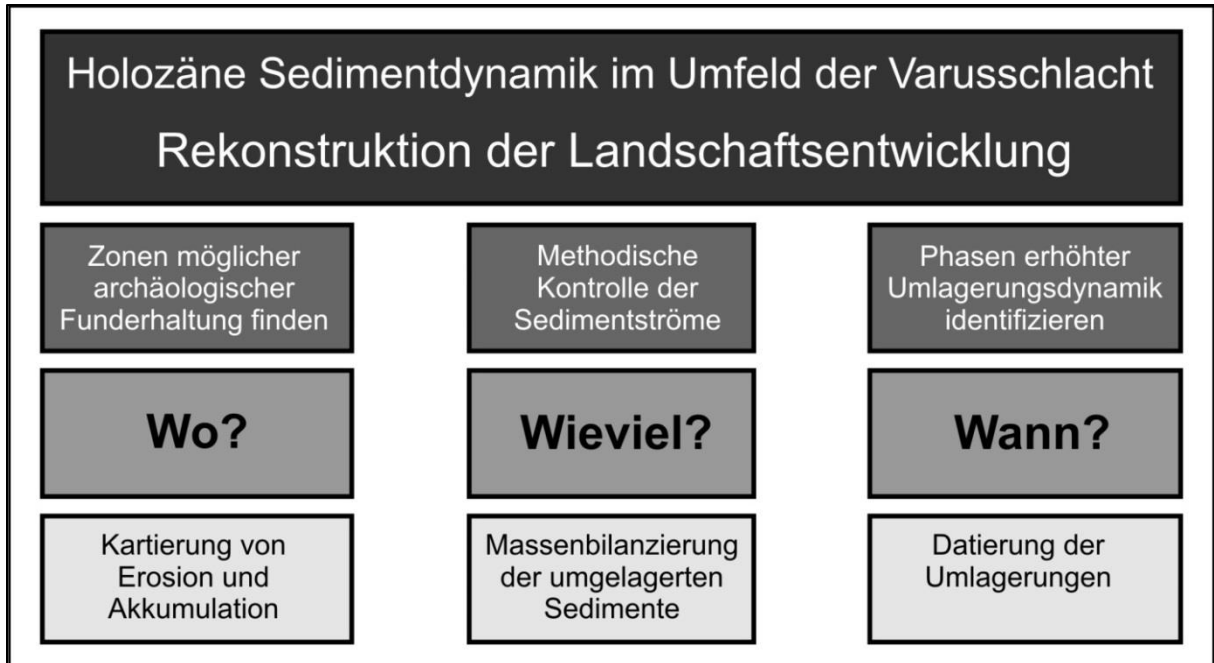 Holozäne Sedimentdynamik im Umfeld der Varusschlacht
Rekonstruktion der Landschaftsentwicklung
Zonen möglicher
archäologischer
Funderhaltung finden
Wo?
Kartierung von
Erosion und
Akkumulation
Methodische
Kontrolle der
Sedimentströme
Wieviel?
Massenbilanzierung
der umgelagerten
Sedimente
Phasen erhöhter
Umlagerungsdynamik
identifizieren
Wann?
Datierung der
Umlagerungen